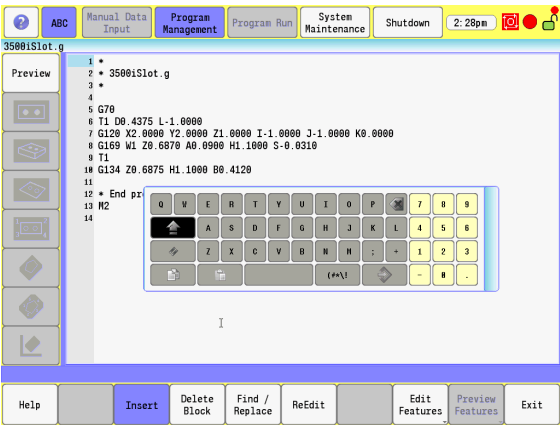 ?
ABC
Manual Data
Input
Program
Management
Program Run
System
Maintenance
Shutdown
2:28pm
3500iSlot.g
Preview
1 *
2 * 3500iSlot.g
3 *
4
5 G70
6 T1 D0.4375 L-1.0000
7 G120 X2.0000 Y2.0000 Z1.0000 I-1.0000 J-1.0000 K0.0000
8 G169 W1 Z0.6870 A0.0900 H1.1000 S-0.0310
9 T1
10 G134 Z0.6875 H1.1000 B0.4120
11
12 * End pr
13 M2
14
Q W E R T Y U I O P 7 8 9
A S D F G H J K L 4 5 6
Z X C V B N M ; + 1 2 3
(#*\! - 0 .
Help
Insert
Delete
Block
Find /
Replace
ReEdit
Edit
Features
Preview
Features
Exit